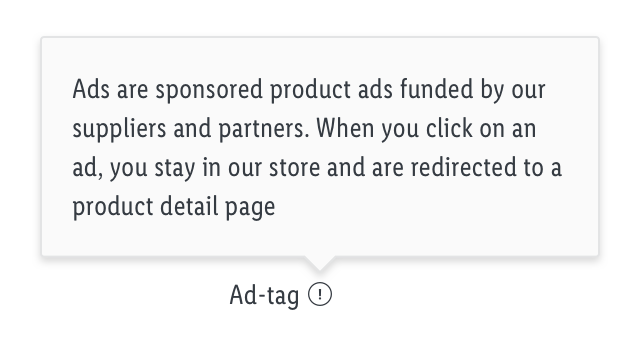 Ads are sponsored product ads funded by our
suppliers and partners. When you click on an
ad, you stay in our store and are redirected to a
product detail page
Ad-tag